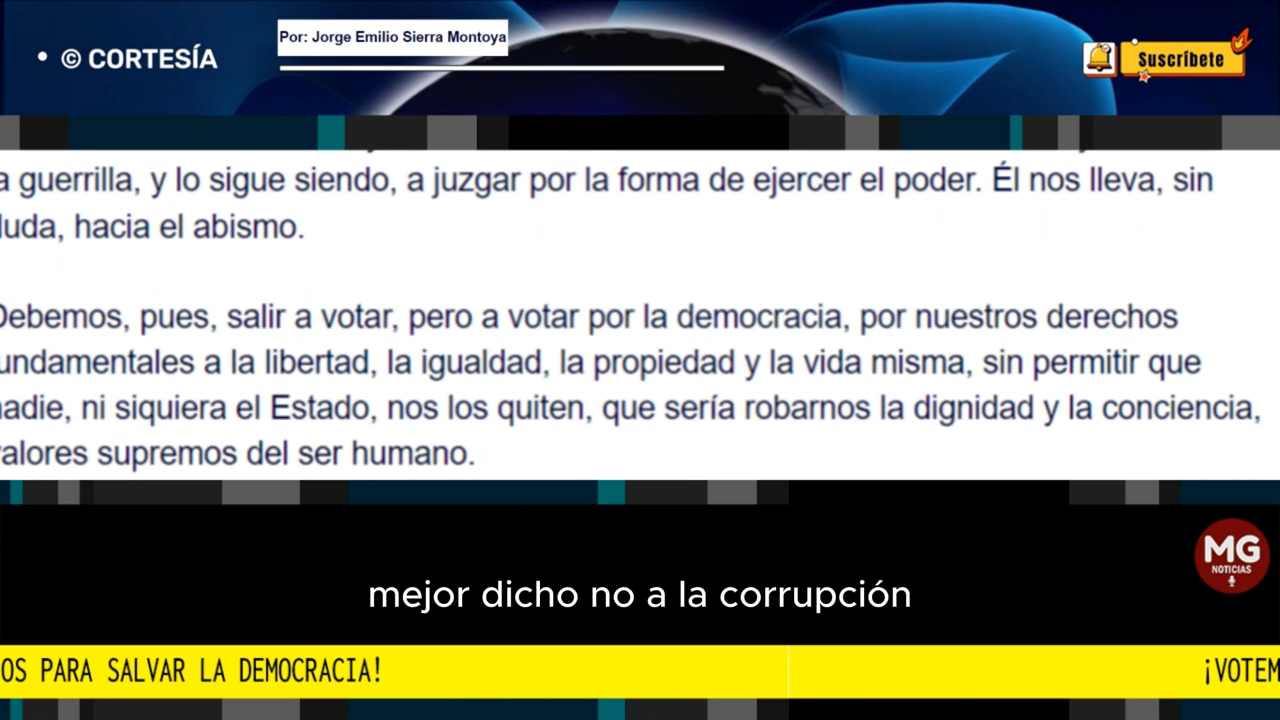 • © CORTESÍA
Por: Jorge Emilio Sierra Montoya
Suscríbete
a guerrilla, y lo sigue siendo, a juzgar por la forma de ejercer el poder. Él nos lleva, sin
duda, hacia el abismo.
Debemos, pues, salir a votar, pero a votar por la democracia, por nuestros derechos
undamentales a la libertad, la igualdad, la propiedad y la vida misma, sin permitir que
nadie, ni siquiera el Estado, nos los quiten, que sería robarnos la dignidad y la conciencia,
valores supremos del ser humano.
MG
NOTICIAS
mejor dicho no a la corrupción
OS PARA SALVAR LA DEMOCRACIA!
¡VOTEM